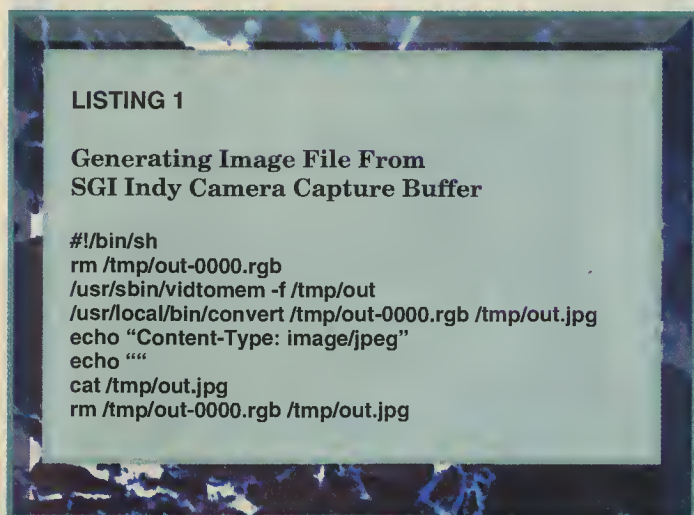 LISTING 1
Generating Image File From
SGI Indy Camera Capture Buffer
#!/bin/sh
rm /tmp/out-0000.rgb
/usr/sbin/vidtomem -f /tmp/out
/usr/local/bin/convert /tmp/out-0000.rgb /tmp/out.jpg
echo “Content-Type: image/jpeg”
echo ““
cat /tmp/out.jpg
rm /tmp/out-0000.rgb /tmp/out.jpg